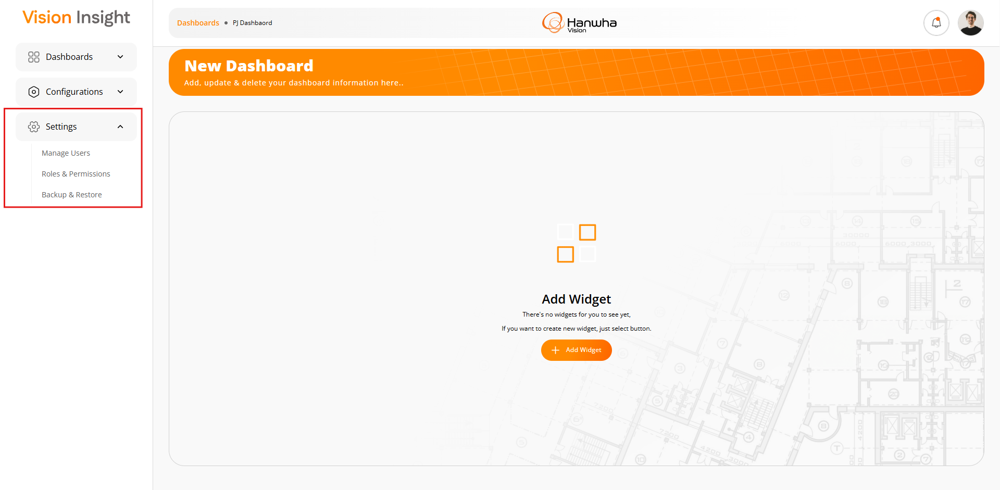 Vision Insight
Dashboards
Configurations
Settings
Manage Users
Roles & Permissions
Backup & Restore
Dashboards • PJ Dashbaord
Hanwha
Vision
New Dashboard
Add, update & delete your dashboard information here..
Add Widget
There's no widgets for you to see yet,
If you want to create new widget, just select button.
+ Add Widget